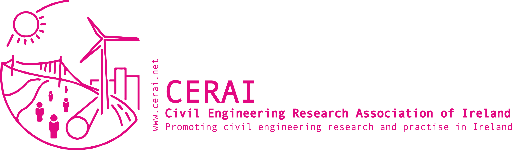 www.cerai.net
CERAI
Civil Engineering Research Association of Ireland
Promoting civil engineering research and practise in Ireland